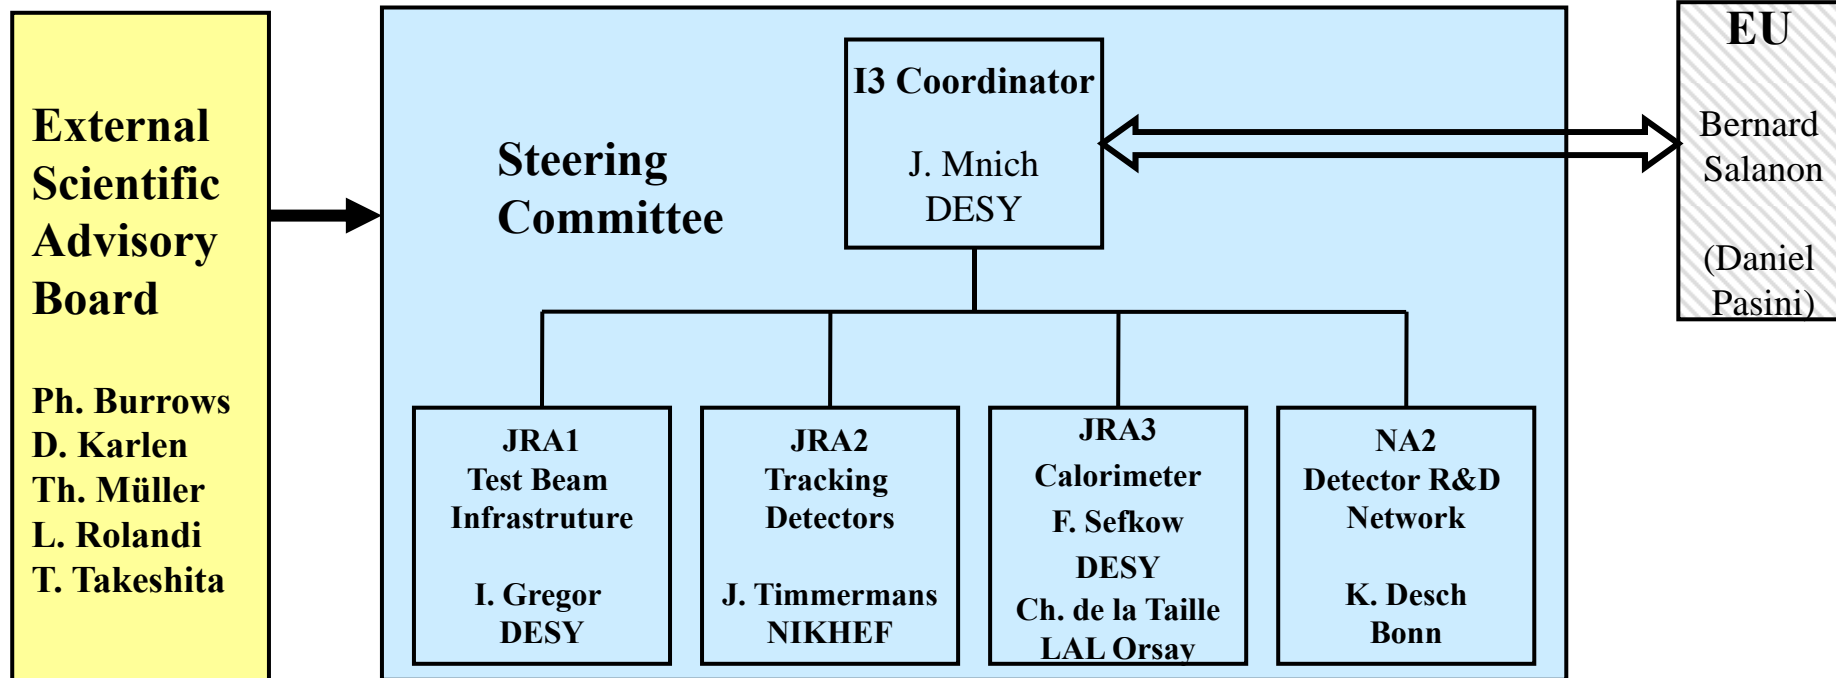 External
Scientific
Advisory
Board
Ph. Burrows
D. Karlen
Th. Müller
L. Rolandi
T. Takeshita
Steering
Committee
I3 Coordinator
J. Mnich
DESY
JRA1
Test Beam
Infrastruture
I. Gregor
DESY
JRA2
Tracking
Detectors
J. Timmermans
NIKHEF
JRA3
Calorimeter
F. Sefkow
DESY
Ch. de la Taille
LAL Orsay
NA2
Detector R&D
Network
K. Desch
Bonn
EU
Bernard
Salanon
(Daniel
Pasini)